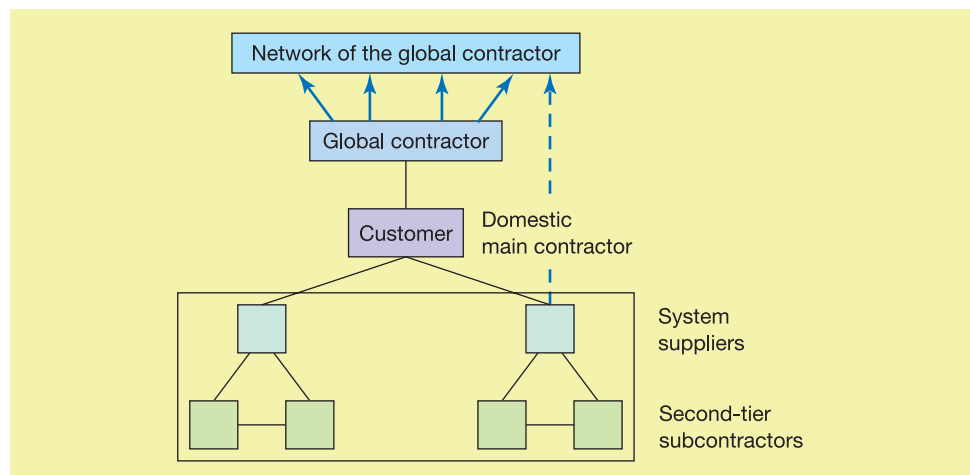 Network of the global contractor
Global contractor
Customer
Domestic
main contractor
System
suppliers
Second-tier
subcontractors